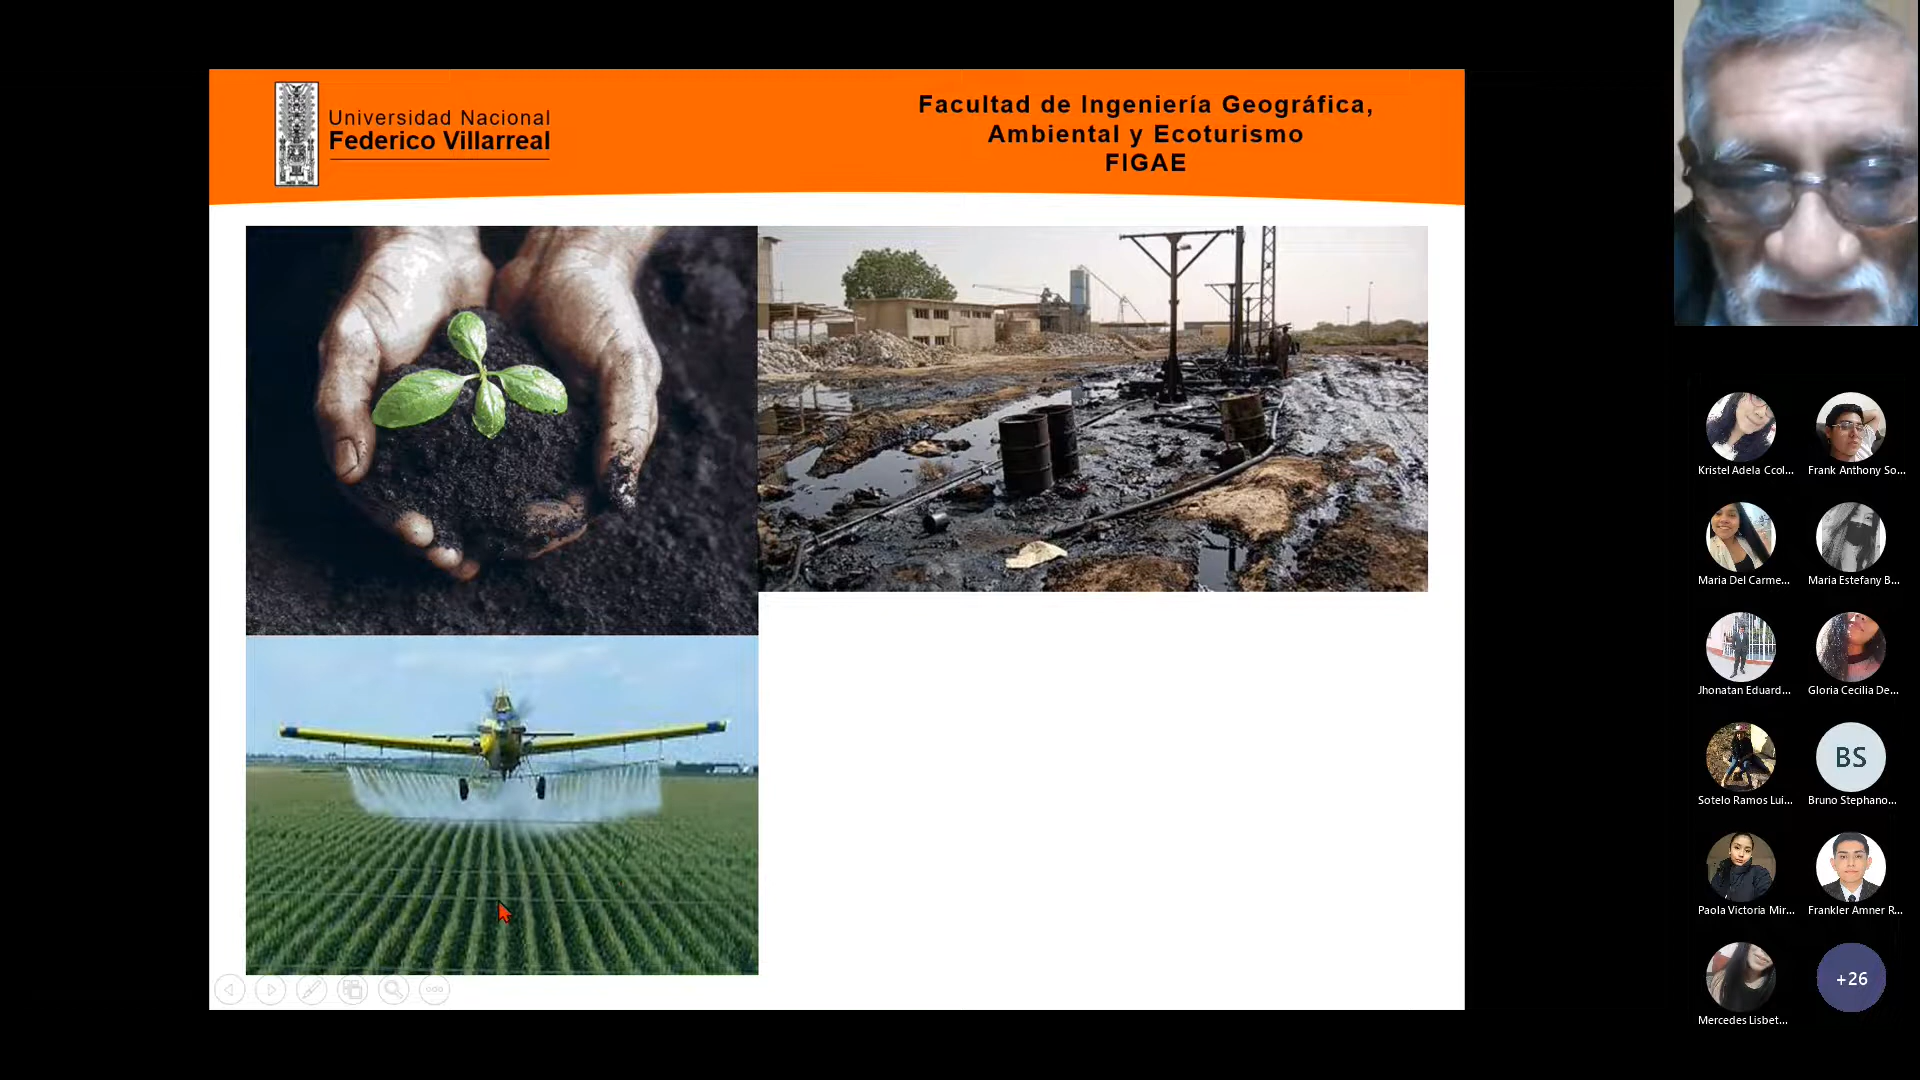 Universidad Nacional
Federico Villarreal
Facultad de Ingeniería Geográfica,
Ambiental y Ecoturismo
FIGAE
Kristel Adela Ccol...
Frank Anthony So...
Maria Del Carme...
Maria Estefany B...
Jhonatan Eduard...
Gloria Cecilia De...
Sotelo Ramos Lui...
BS
Bruno Stephano...
Paola Victoria Mir...
Frankler Amner R...
Mercedes Lisbet...
+26